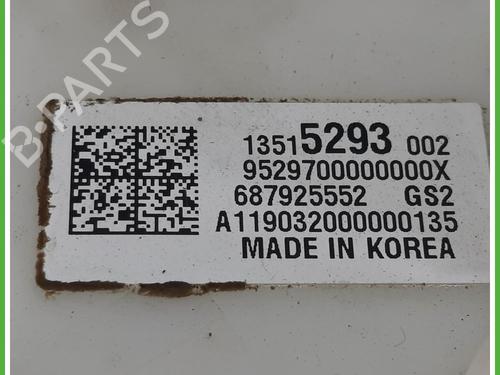 B-PARTS
13515293 002
9529700000000X
687925552 GS2
A119032000000135
MADE IN KOREA